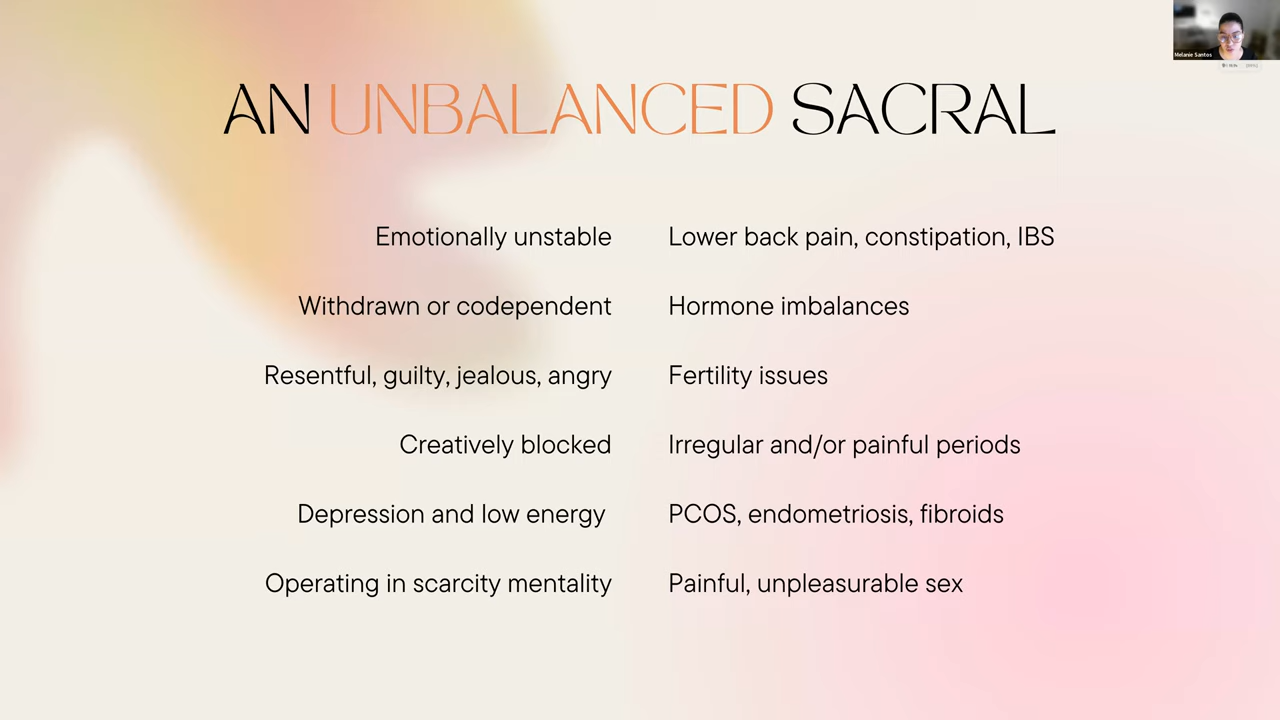 AN UNBALANCED SACRAL
Emotionally unstable
Withdrawn or codependent
Resentful, guilty, jealous, angry
Creatively blocked
Depression and low energy
Operating in scarcity mentality
Lower back pain, constipation, IBS
Hormone imbalances
Fertility issues
Irregular and/or painful periods
PCOS, endometriosis, fibroids
Painful, unpleasurable sex
Melanie Santos